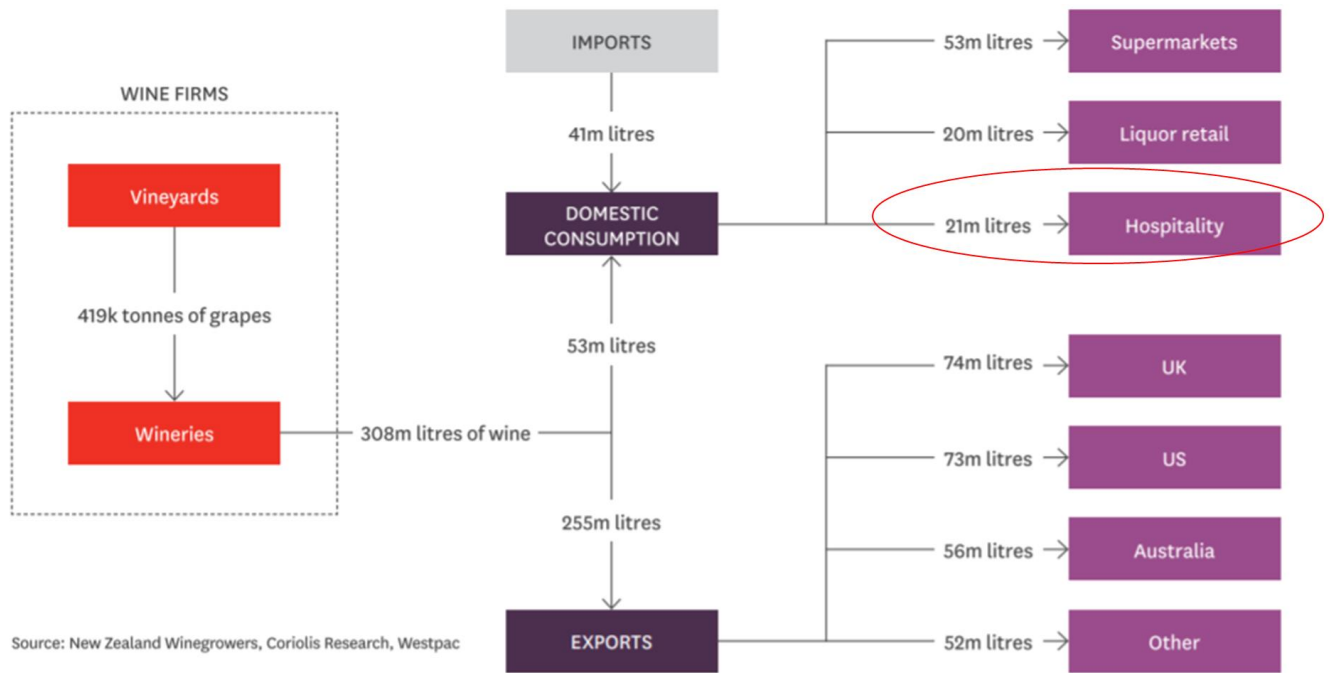 WINE FIRMS
Vineyards
419k tonnes of grapes
Wineries
308m litres of wine
IMPORTS
41m litres
DOMESTIC
CONSUMPTION
53m litres
255m litres
EXPORTS
53m litres
Supermarkets
20m litres
Liquor retail
21m litres
Hospitality
74m litres
UK
73m litres
US
56m litres
Australia
52m litres
Other
Source: New Zealand Winegrowers, Coriolis Research, Westpac